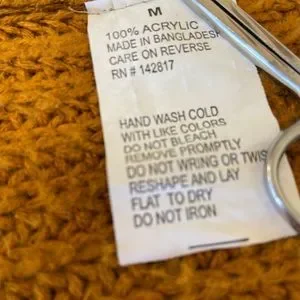 M
100% ACRYLIC
MADE IN BANGLADESH
CARE ON REVERSE
RN # 142817
HAND WASH COLD
WITH LIKE COLORS
DO NOT BLEACH
REMOVE PROMPTLY
DO NOT WRING OR TWIS
RESHAPE AND LAY
FLAT TO DRY
DO NOT IRON